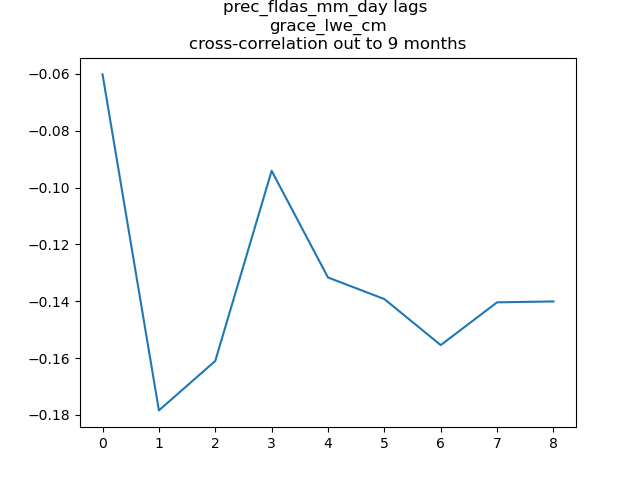 prec_fldas_mm_day lags
grace_lwe_cm
cross-correlation out to 9 months
−0.06
−0.08
−0.10
−0.12
−0.14
−0.16
−0.18
0 1 2 3 4 5 6 7 8